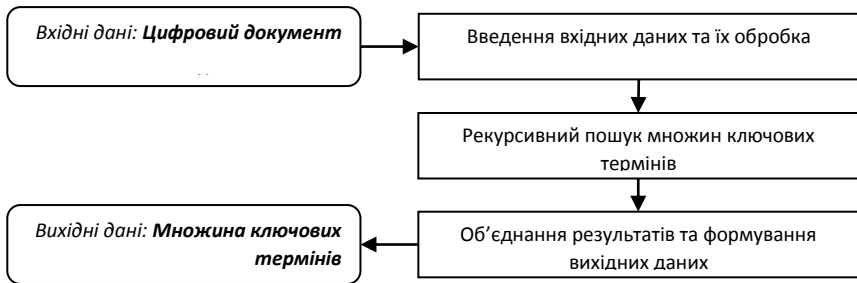 Вхідні дані: Цифровий документ
Введення вхідних даних та їх обробка
Рекурсивний пошук множин ключових
термінів
Вихідні дані: Множина ключових
термінів
Об’єднання результатів та формування
вихідних даних